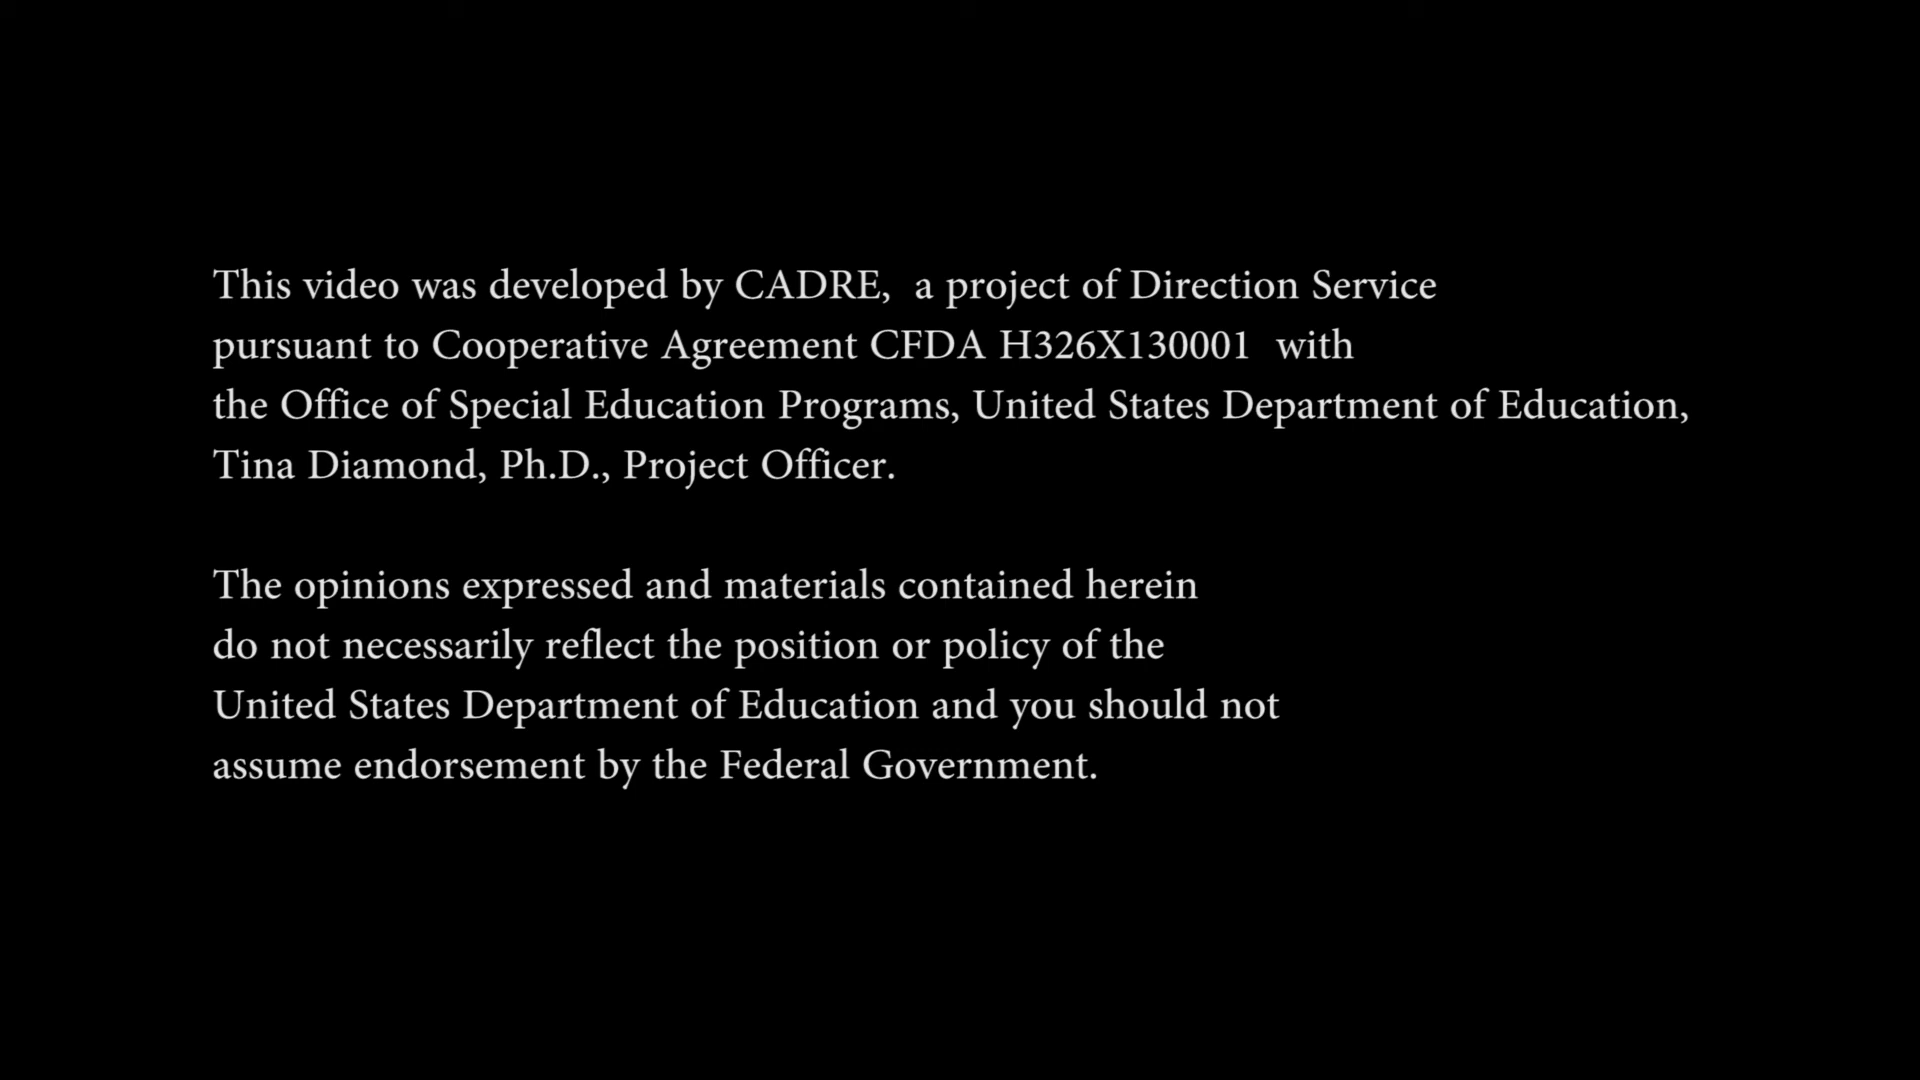 This video was developed by CADRE,  a project of Direction Service
pursuant to Cooperative Agreement CFDA H326X130001  with
the Office of Special Education Programs, United States Department of Education,
Tina Diamond, Ph.D., Project Officer.
The opinions expressed and materials contained herein
do not necessarily reflect the position or policy of the
United States Department of Education and you should not
assume endorsement by the Federal Government.